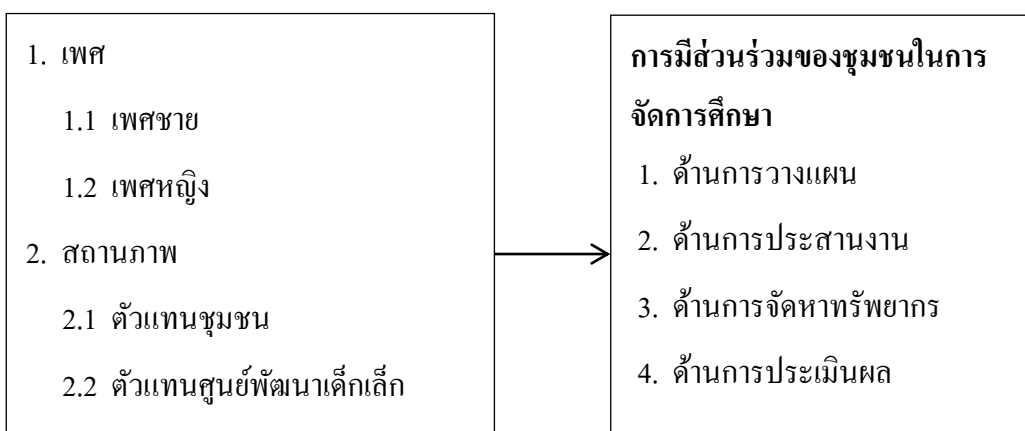 1. เพศ
1.1 เพศชาย
1.2 เพศหญิง
2. สถานภาพ
2.1 ตัวแทนชุมชน
2.2 ตัวแทนศูนย์พัฒนาเด็กเล็ก
การมีส่วนร่วมของชุมชนในการ
จัดการศึกษา
1. ด้านการวางแผน
2. ด้านการประสานงาน
3. ด้านการจัดหาทรัพยากร
4. ด้านการประเมินผล